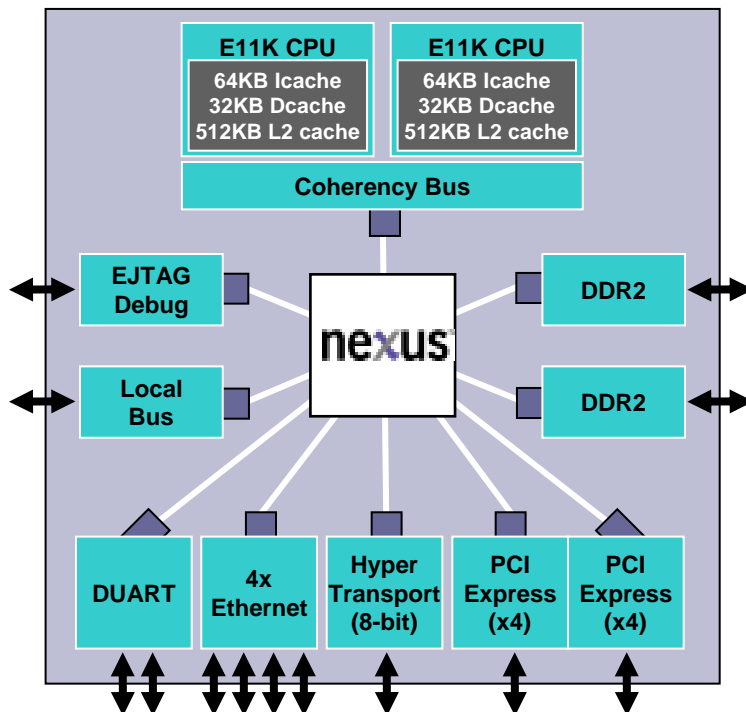 E11K CPU
64KB Icache
32KB Dcache
512KB L2 cache
E11K CPU
64KB Icache
32KB Dcache
512KB L2 cache
Coherency Bus
EJTAG
Debug
DDR2
nexus
Local
Bus
DDR2
DUART
4x
Ethernet
Hyper
Transport
(8-bit)
PCI
Express
(x4)
PCI
Express
(x4)